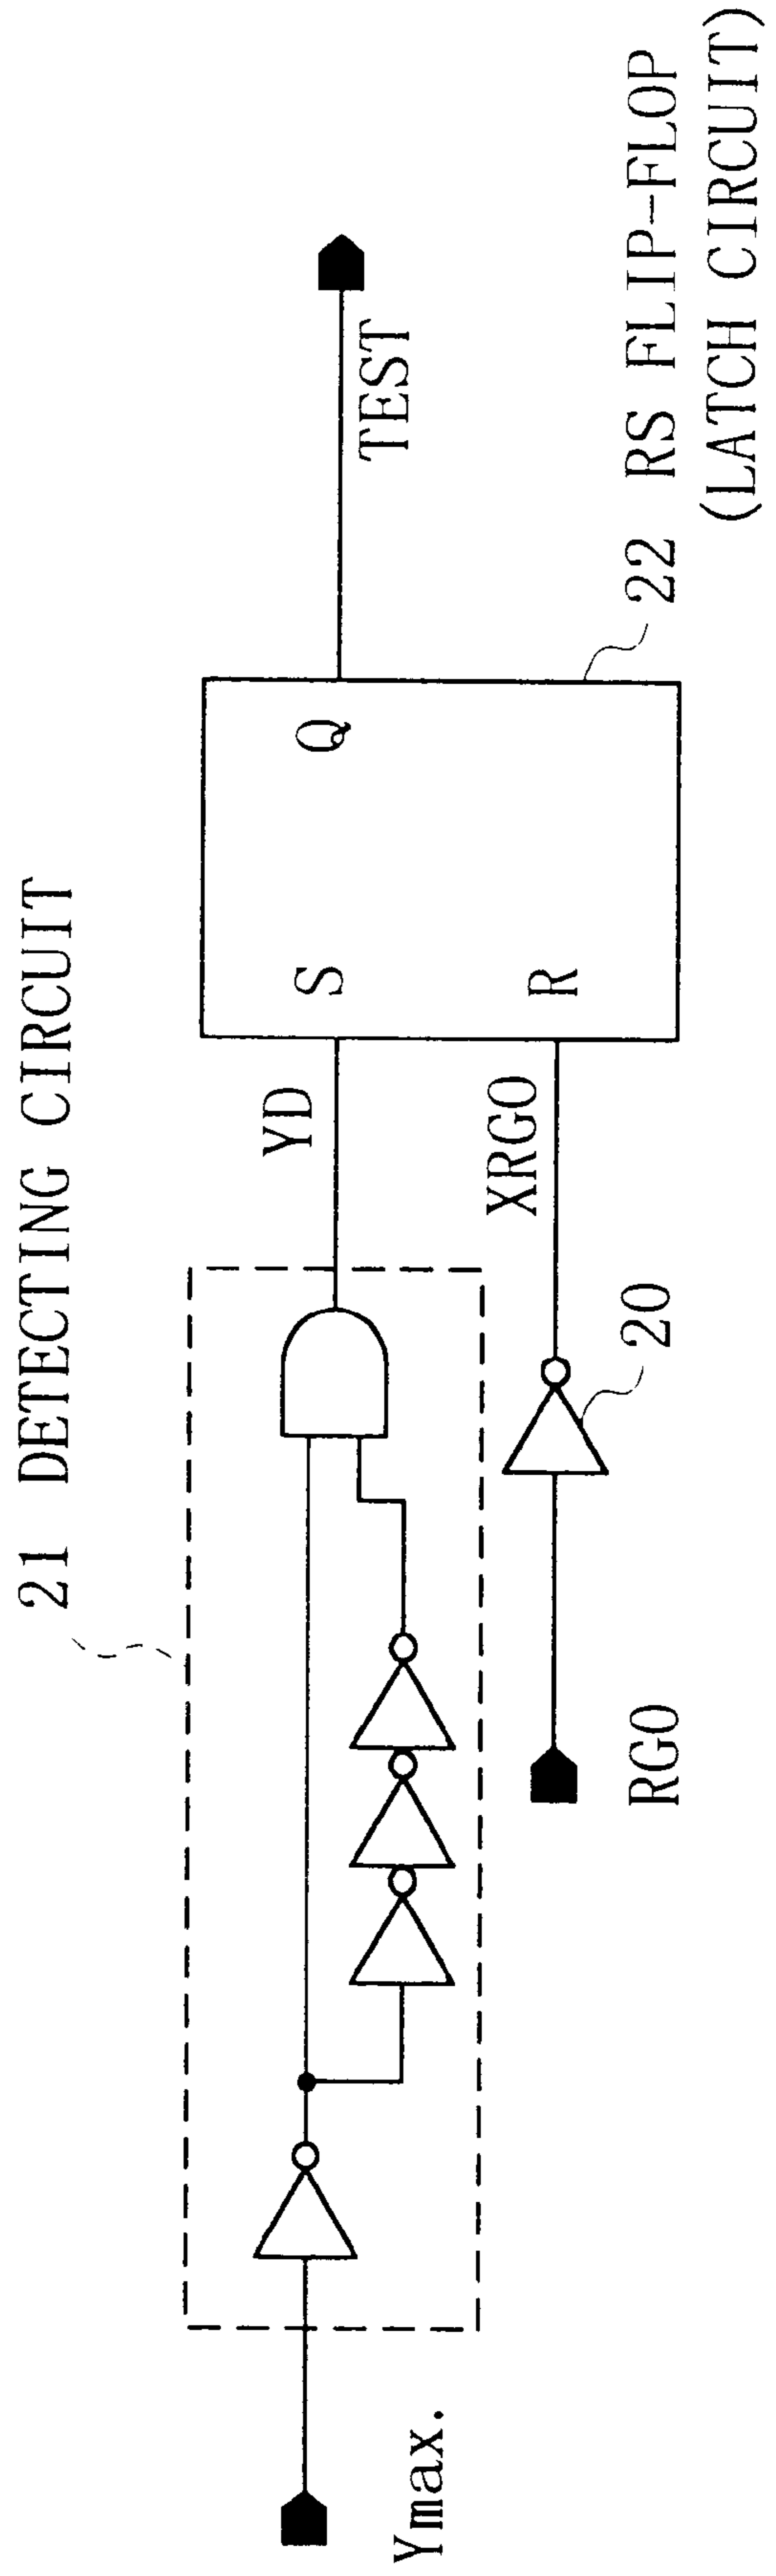 21 DETECTING CIRCUIT
Ymax.
YD
S
Q
TEST
RGO
20
XRGO
R
22 RS FLIP-FLOP
(LATCH CIRCUIT)